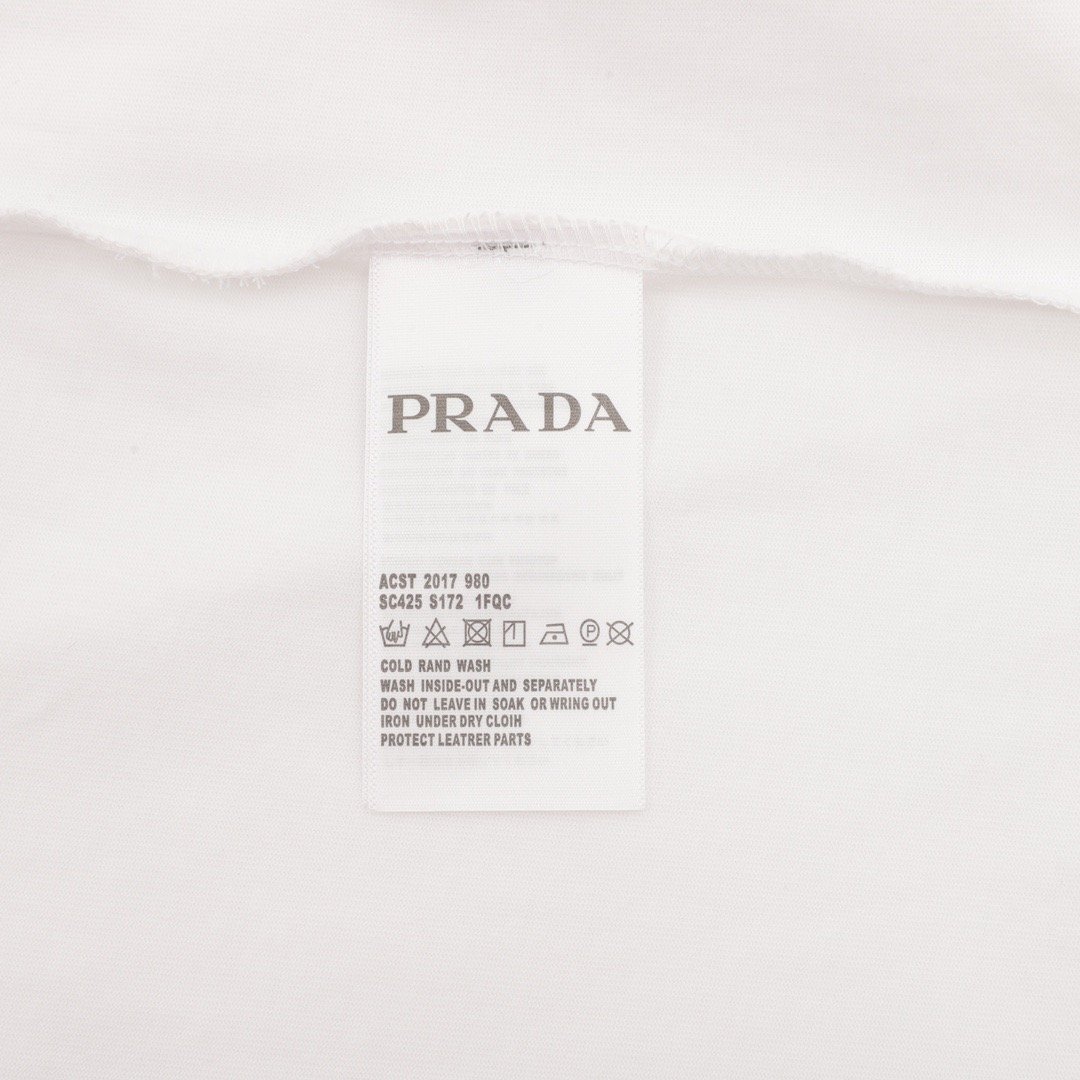 PRADA
ACST 2017 980
SC425 S172 1FQC
P
COLD RAND WASH
WASH INSIDE-OUT AND SEPARATELY
DO NOT LEAVE IN SOAK OR WRING OUT
IRON UNDER DRY CLOIH
PROTECT LEATRER PARTS